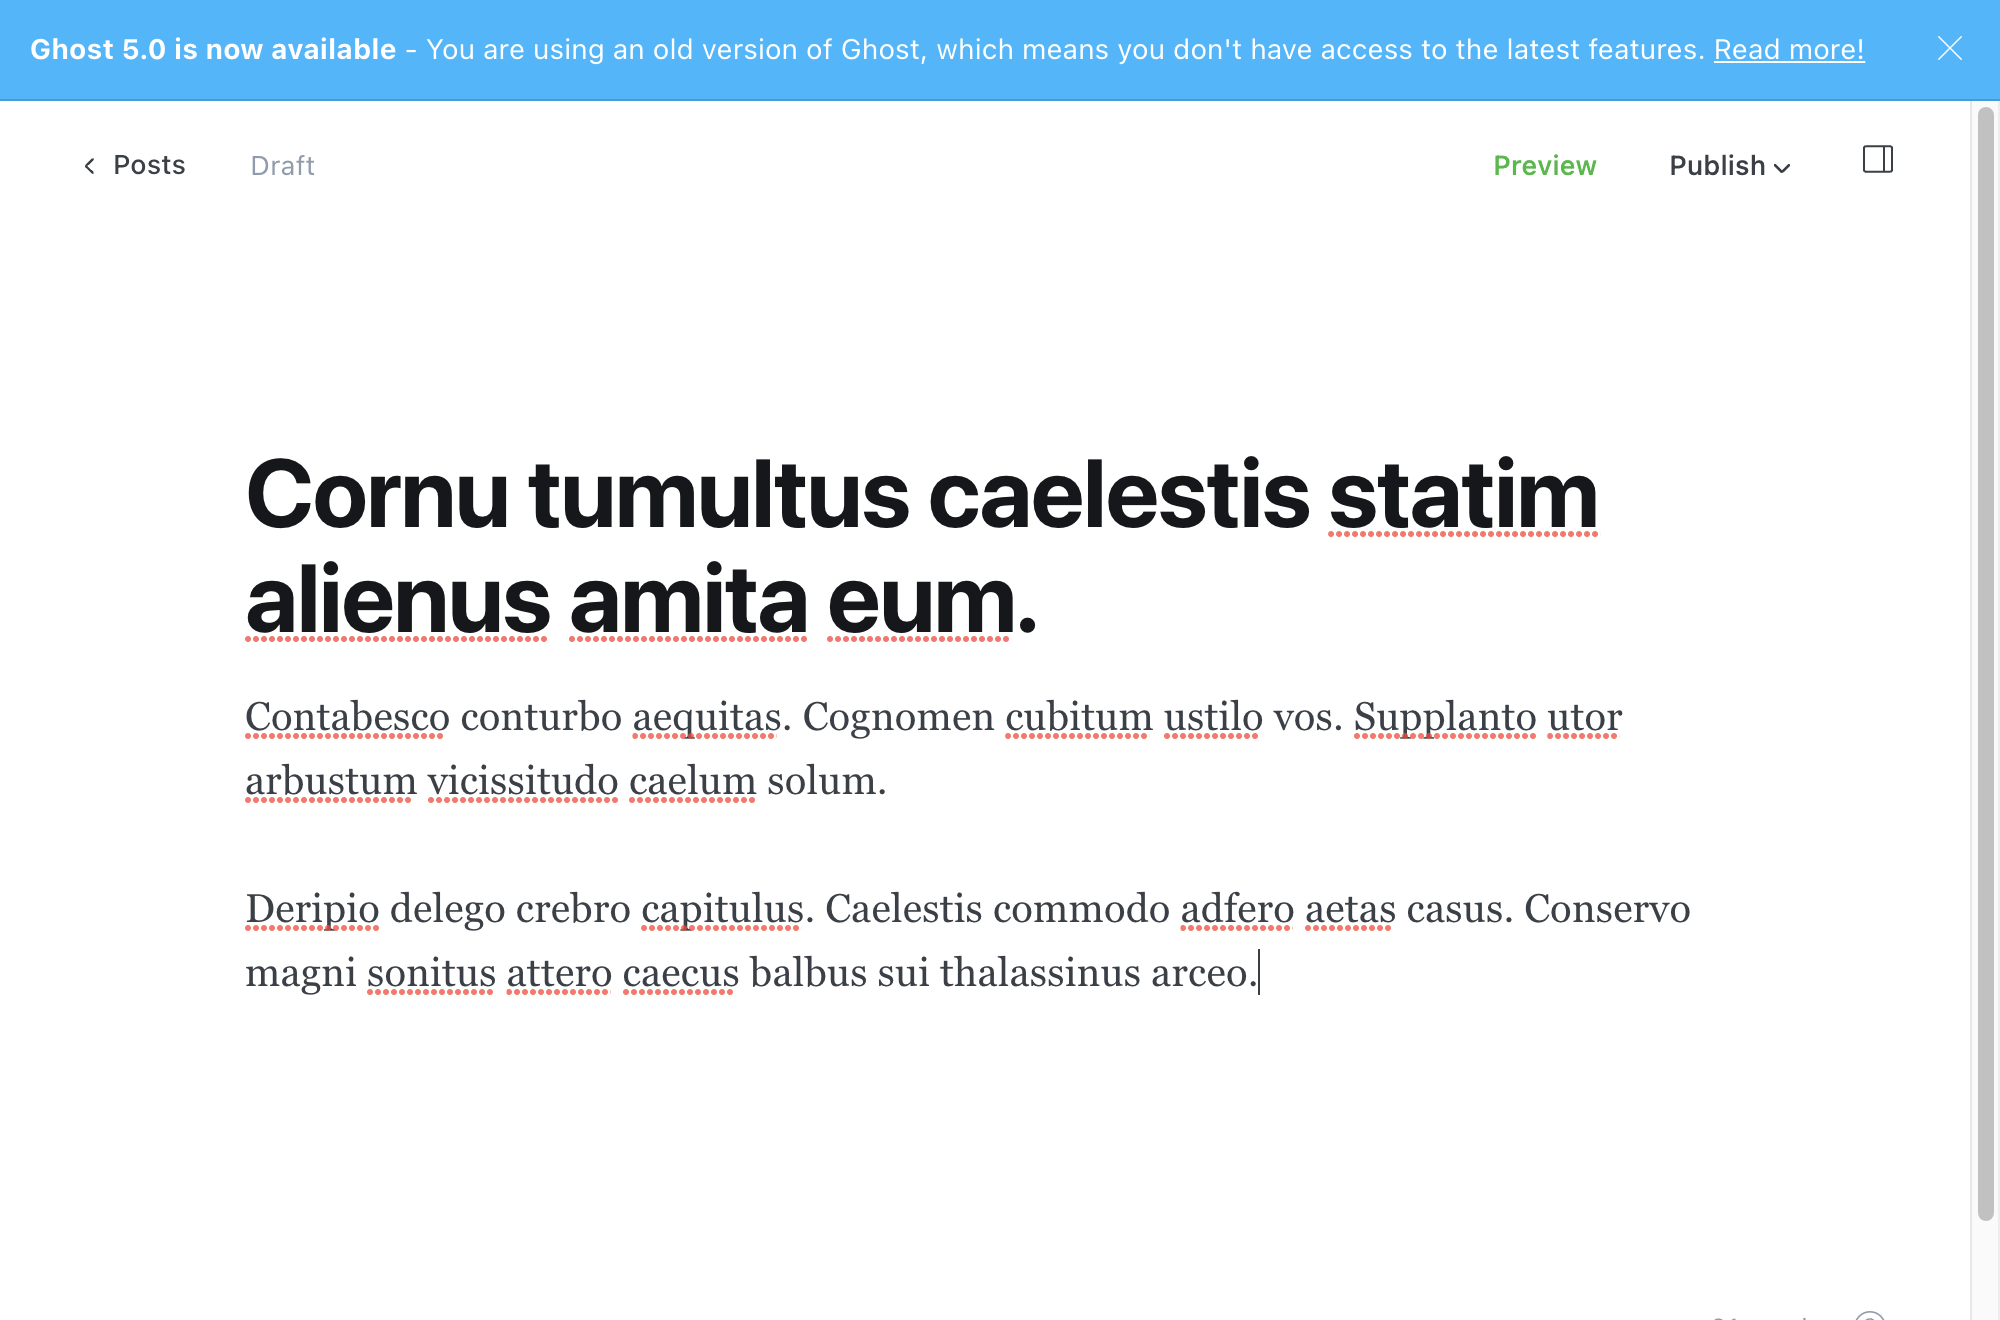 Ghost 5.0 is now available - You are using an old version of Ghost, which means you don't have access to the latest features. Read more!
Posts
Draft
Preview
Publish
Cornu tumultus caelestis statim
alienus amita eum.
Contabesco conturbo aequitas. Cognomen cubitum ustilo vos. Supplanto utor
arbustum vicissitudo caelum solum.
Deripio delego crebro capitulus. Caelestis commodo adfero aetas casus. Conservo
magni sonitus attero caecus balbus sui thalassinus arceo.